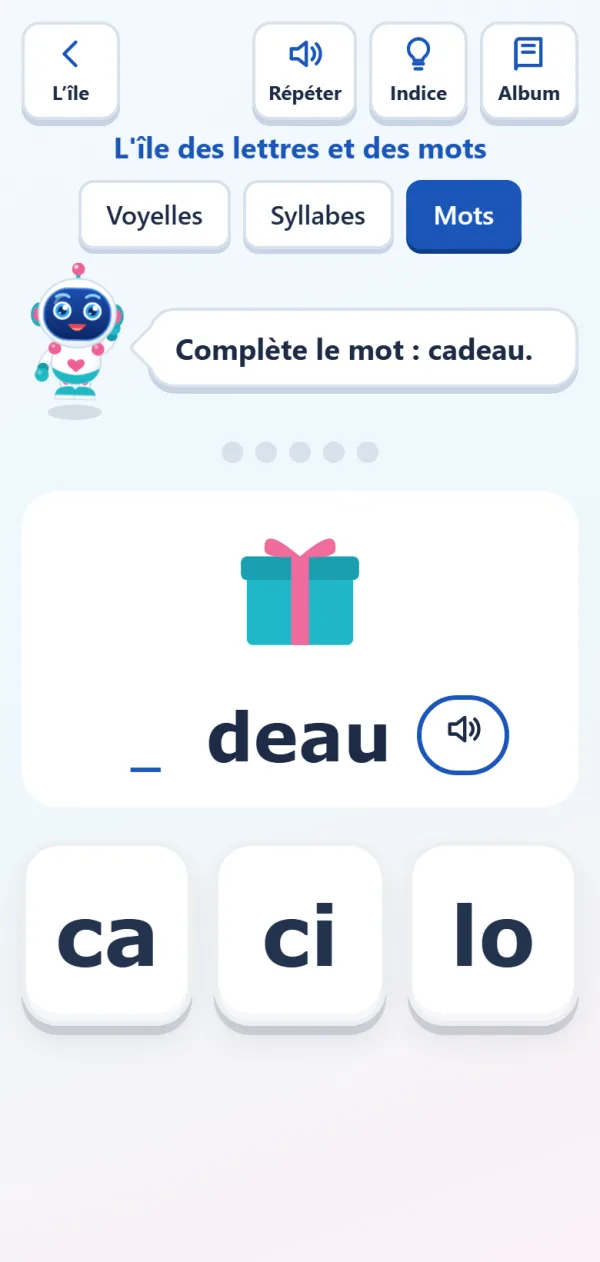 L’île
Répéter
Indice
Album
L'île des lettres et des mots
Voyelles
Syllabes
Mots
Complète le mot : cadeau.
_ deau
ca
ci
lo